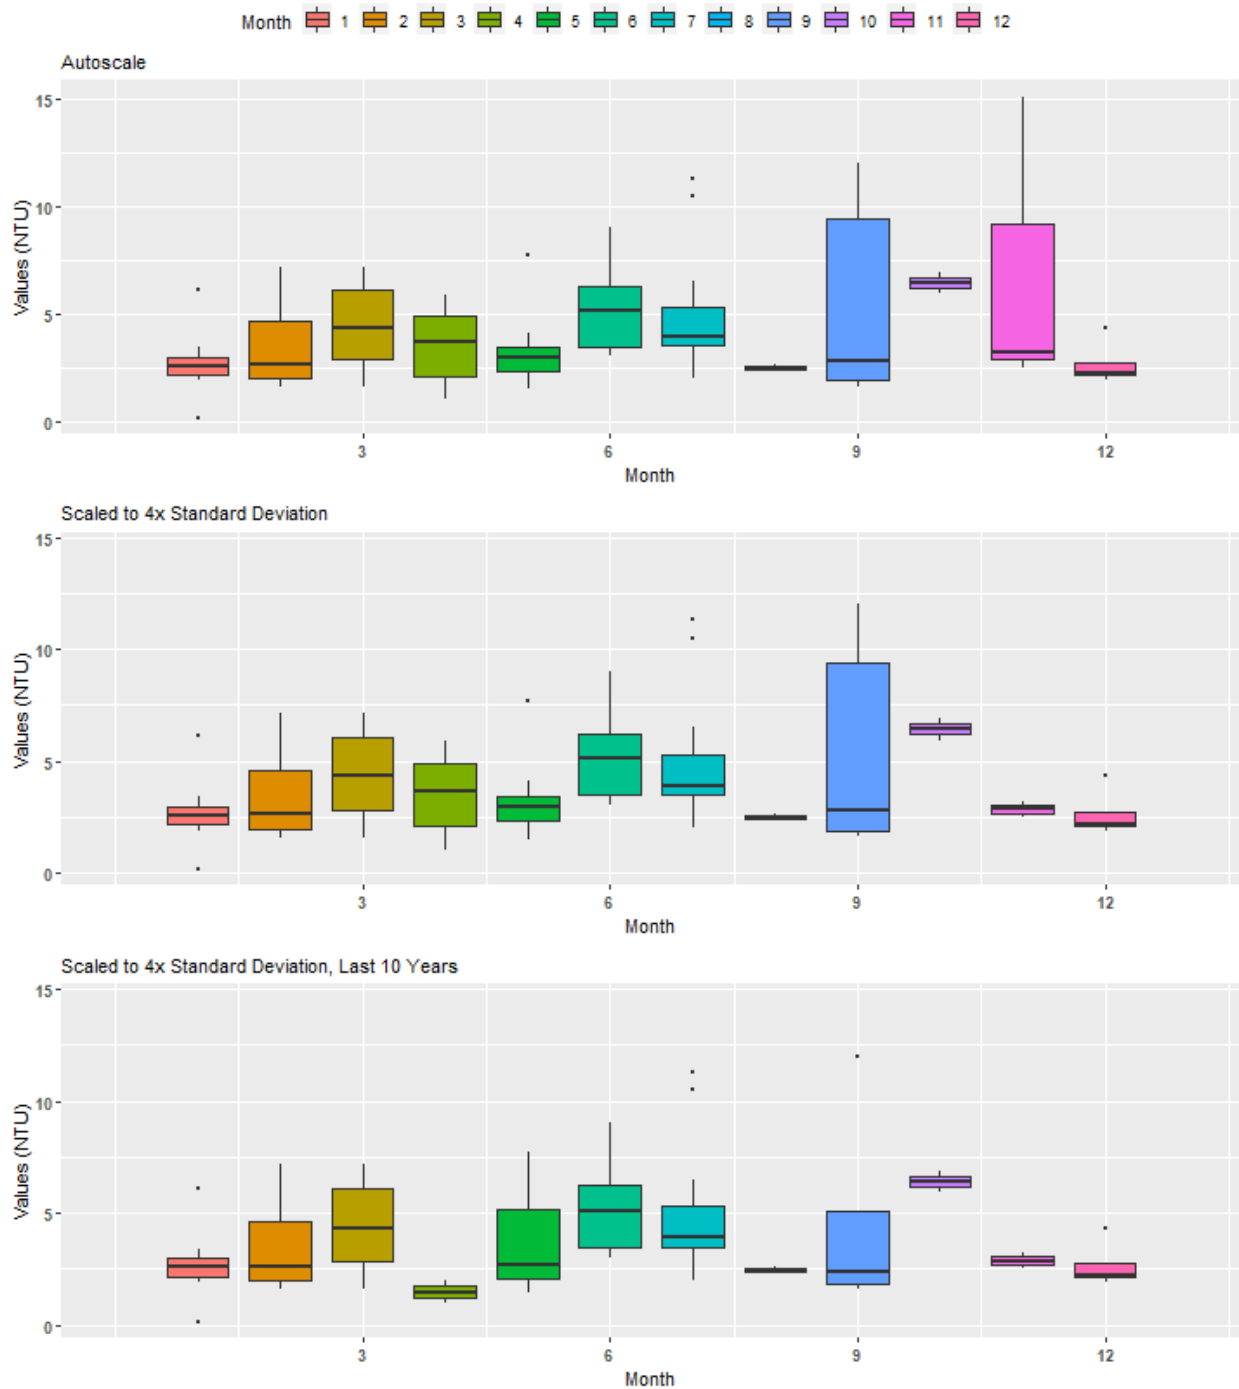 Month 1 2 3 4 5 6 7 8 9 10 11 12
Autoscale
15
10
5
0
Values (NTU)
3 6 9 12
Month
Scaled to 4x Standard Deviation
15
10
5
0
Values (NTU)
3 6 9 12
Month
Scaled to 4x Standard Deviation, Last 10 Years
15
10
5
0
Values (NTU)
3 6 9 12
Month